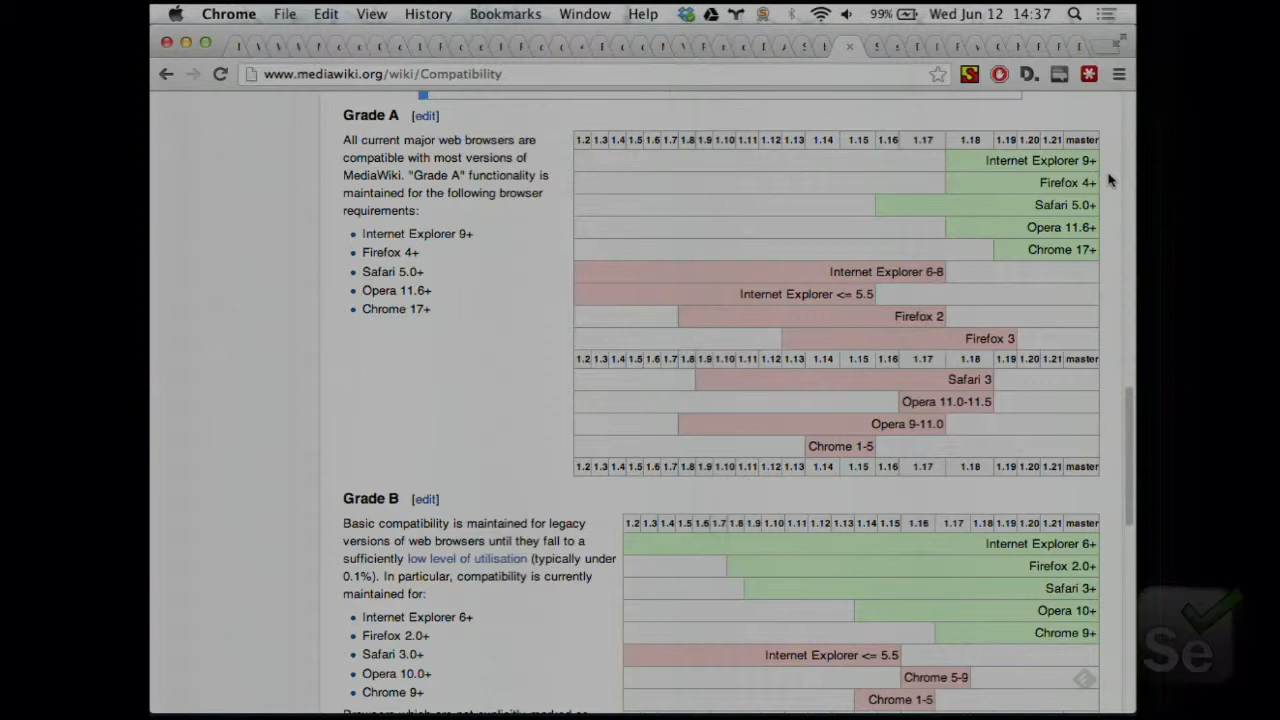 Chrome File Edit View History Bookmarks Window Help 99% Wed Jun 12 14:37
www.mediawiki.org/wiki/Compatibility
Grade A [edit]
All current major web browsers are
compatible with most versions of
MediaWiki. "Grade A" functionality is
maintained for the following browser
requirements:
• Internet Explorer 9+
• Firefox 4+
• Safari 5.0+
• Opera 11.6+
• Chrome 17+
1.2 1.3 1.4 1.5 1.6 1.7 1.8 1.9 1.10 1.11 1.12 1.13 1.14 1.15 1.16 1.17 1.18 1.19 1.20 1.21 master
Internet Explorer 9+
Firefox 4+
Safari 5.0+
Opera 11.6+
Chrome 17+
Internet Explorer 6-8
Internet Explorer <= 5.5
Firefox 2
Firefox 3
1.2 1.3 1.4 1.5 1.6 1.7 1.8 1.9 1.10 1.11 1.12 1.13 1.14 1.15 1.16 1.17 1.18 1.19 1.20 1.21 master
Safari 3
Opera 11.0-11.5
Opera 9-11.0
Chrome 1-5
1.2 1.3 1.4 1.5 1.6 1.7 1.8 1.9 1.10 1.11 1.12 1.13 1.14 1.15 1.16 1.17 1.18 1.19 1.20 1.21 master
Grade B [edit]
Basic compatibility is maintained for legacy
versions of web browsers until they fall to a
sufficiently low level of utilisation (typically under
0.1%). In particular, compatibility is currently
maintained for:
• Internet Explorer 6+
• Firefox 2.0+
• Safari 3.0+
• Opera 10.0+
• Chrome 9+
1.2 1.3 1.4 1.5 1.6 1.7 1.8 1.9 1.10 1.11 1.12 1.13 1.14 1.15 1.16 1.17 1.18 1.19 1.20 1.21 master
Internet Explorer 6+
Firefox 2.0+
Safari 3+
Opera 10+
Chrome 9+
Internet Explorer <= 5.5
Chrome 5-9
Chrome 1-5
Se